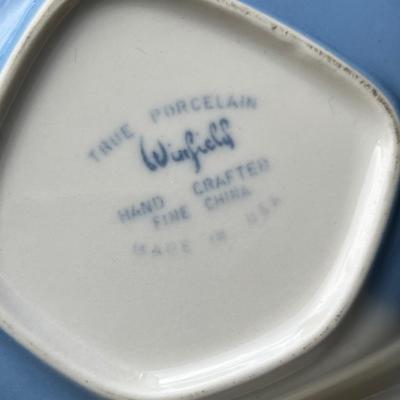 TRUE PORCELAIN
Winfield
HAND CRAFTED
FINE CHINA
MADE IN USA